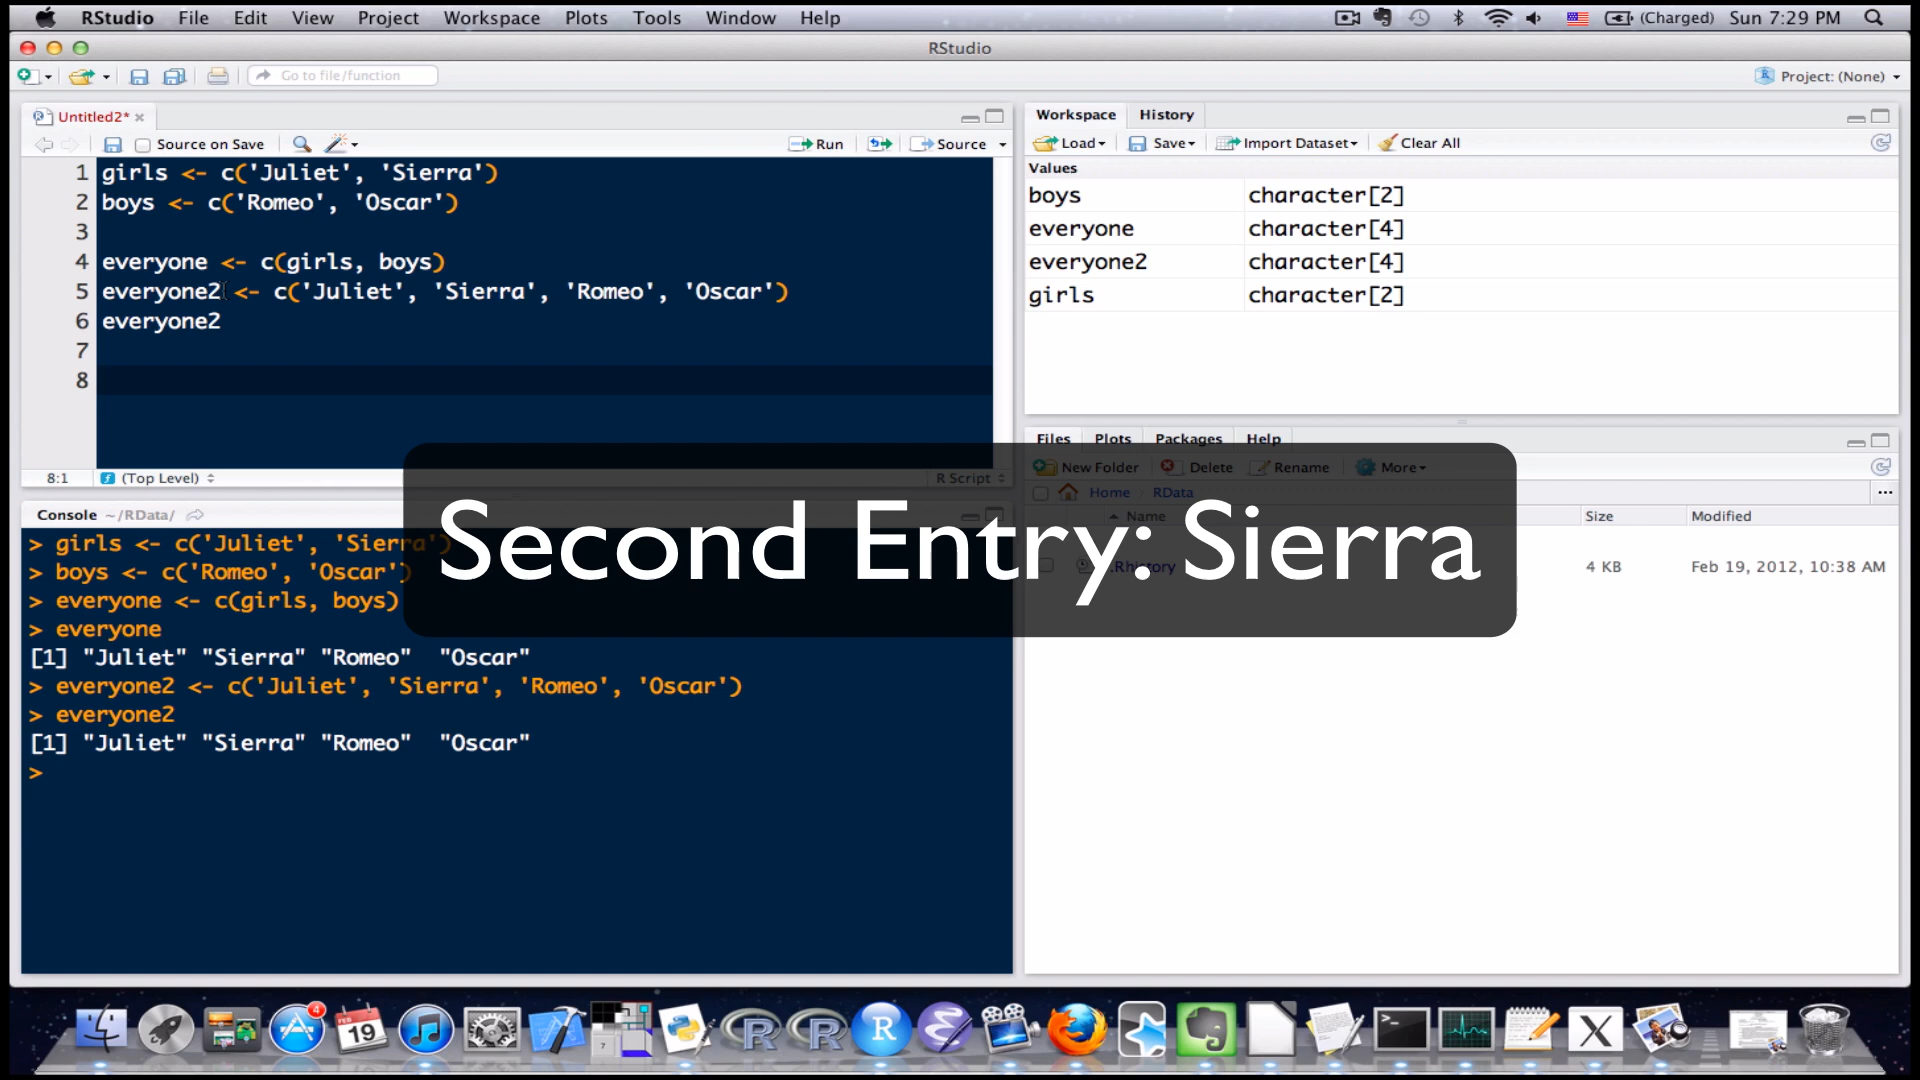 RStudio File Edit View Project Workspace Plots Tools Window Help (Charged) Sun 7:29 PM
RStudio
Go to file/function Project: (None)
Untitled2*
Source on Save Run Source
1 girls <- c('Juliet', 'Sierra')
2 boys <- c('Romeo', 'Oscar')
3
4 everyone <- c(girls, boys)
5 everyone2 <- c('Juliet', 'Sierra', 'Romeo', 'Oscar')
6 everyone2
7
8
8:1 (Top Level) R Script
Console ~/RData/
> girls <- c('Juliet', 'Sierra')
> boys <- c('Romeo', 'Oscar')
> everyone <- c(girls, boys)
> everyone
[1] "Juliet" "Sierra" "Romeo"  "Oscar"
> everyone2 <- c('Juliet', 'Sierra', 'Romeo', 'Oscar')
> everyone2
[1] "Juliet" "Sierra" "Romeo"  "Oscar"
>
Workspace History
Load Save Import Dataset Clear All
Values
boys character[2]
everyone character[4]
everyone2 character[4]
girls character[2]
Files Plots Packages Help
New Folder Delete Rename More
Home RData ...
Name Size Modified
.Rhistory 4 KB Feb 19, 2012, 10:38 AM
Second Entry: Sierra
4
FEB
19
7